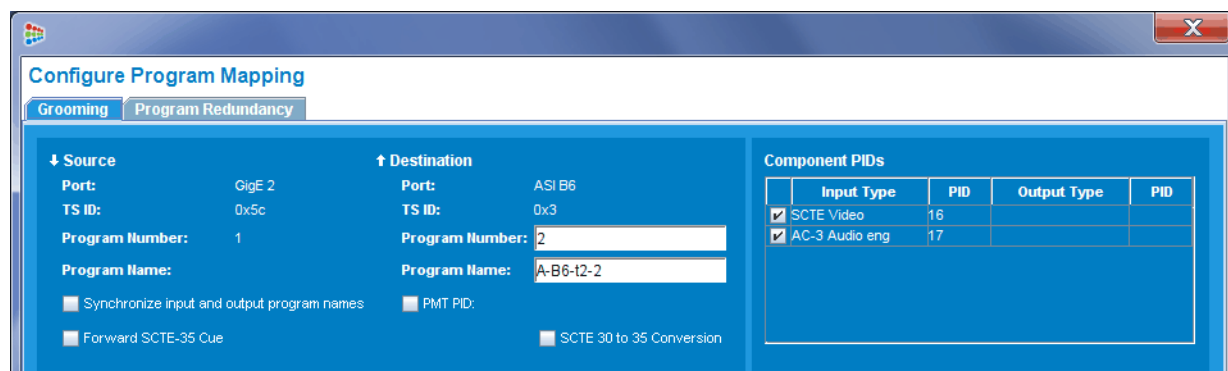 X
Configure Program Mapping
Grooming Program Redundancy
Source
Port: GigE 2
TS ID: 0x5c
Program Number: 1
Program Name:
Synchronize input and output program names
Forward SCTE-35 Cue
Destination
Port: ASI B6
TS ID: 0x3
Program Number: 2
Program Name: A-B6-t2-2
PMT PID:
SCTE 30 to 35 Conversion
Component PIDs
Input Type PID Output Type PID
SCTE Video 16
AC-3 Audio eng 17